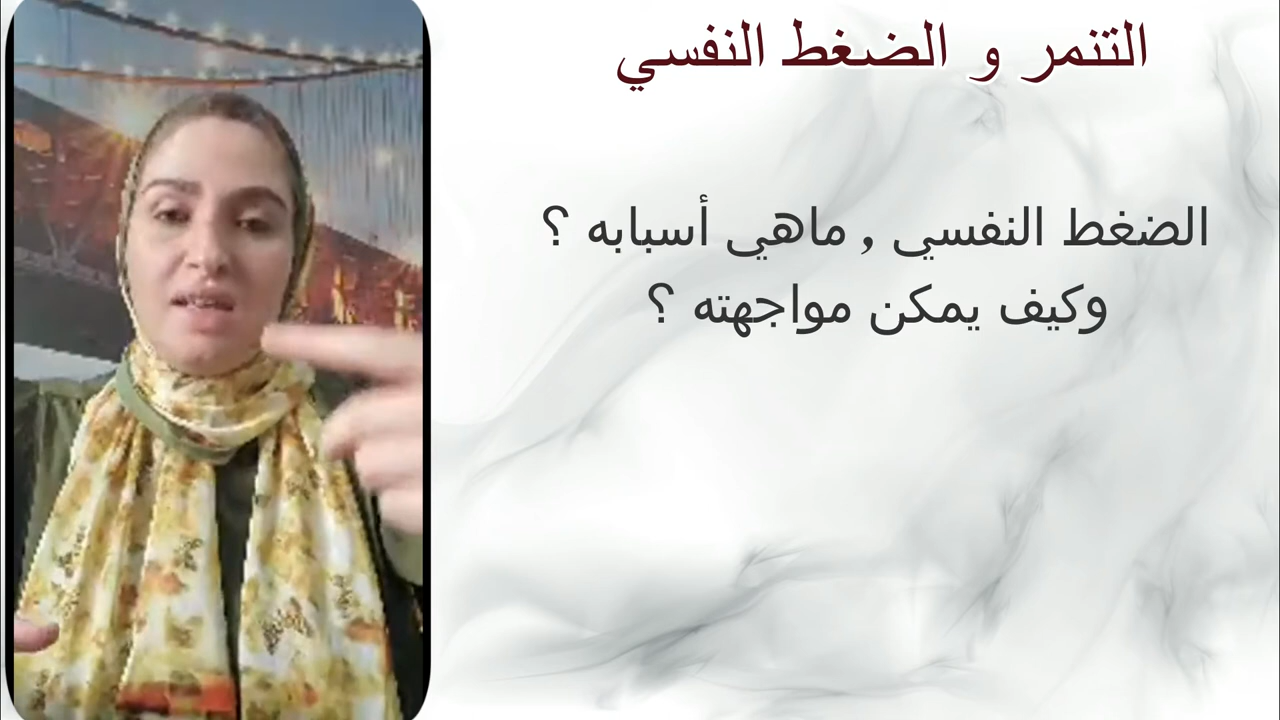 التنمر و الضغط النفسي
الضغط النفسي , ماهي أسبابه ؟
وكيف يمكن مواجهته ؟